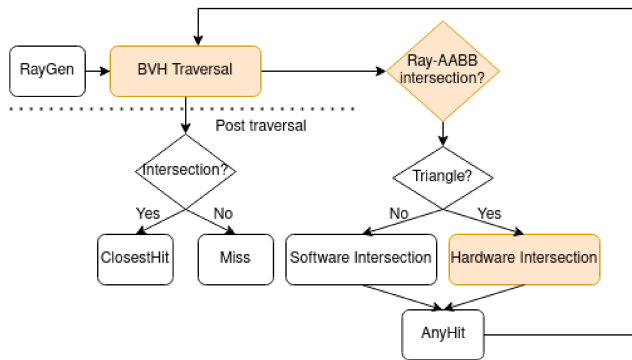 RayGen
BVH Traversal
Ray-AABB
intersection?
Post traversal
Intersection?
Triangle?
Yes
No
No
Yes
ClosestHit
Miss
Software Intersection
Hardware Intersection
AnyHit